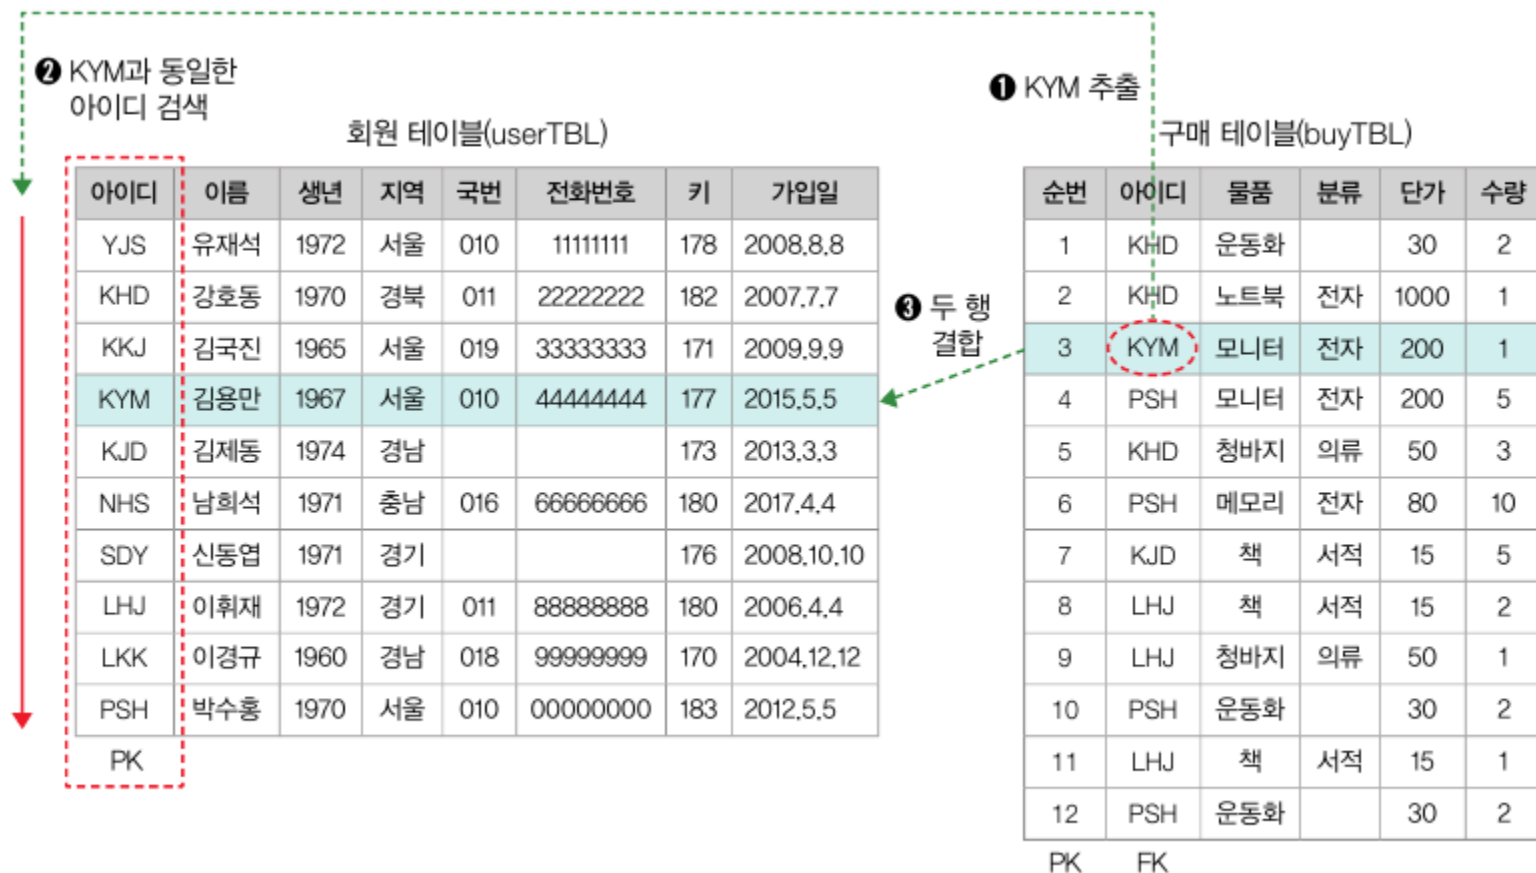 ❷ KYM과 동일한
아이디 검색
❶ KYM 추출
회원 테이블(userTBL)
아이디 이름 생년 지역 국번 전화번호 키 가입일
YJS 유재석 1972 서울 010 11111111 178 2008.8.8
KHD 강호동 1970 경북 011 22222222 182 2007.7.7
KKJ 김국진 1965 서울 019 33333333 171 2009.9.9
KYM 김용만 1967 서울 010 44444444 177 2015.5.5
KJD 김제동 1974 경남 173 2013.3.3
NHS 남희석 1971 충남 016 66666666 180 2017.4.4
SDY 신동엽 1971 경기 176 2008.10.10
LHJ 이휘재 1972 경기 011 88888888 180 2006.4.4
LKK 이경규 1960 경남 018 99999999 170 2004.12.12
PSH 박수홍 1970 서울 010 00000000 183 2012.5.5
PK
❸ 두 행
결합
구매 테이블(buyTBL)
순번 아이디 물품 분류 단가 수량
1 KHD 운동화 30 2
2 KHD 노트북 전자 1000 1
3 KYM 모니터 전자 200 1
4 PSH 모니터 전자 200 5
5 KHD 청바지 의류 50 3
6 PSH 메모리 전자 80 10
7 KJD 책 서적 15 5
8 LHJ 책 서적 15 2
9 LHJ 청바지 의류 50 1
10 PSH 운동화 30 2
11 LHJ 책 서적 15 1
12 PSH 운동화 30 2
PK FK